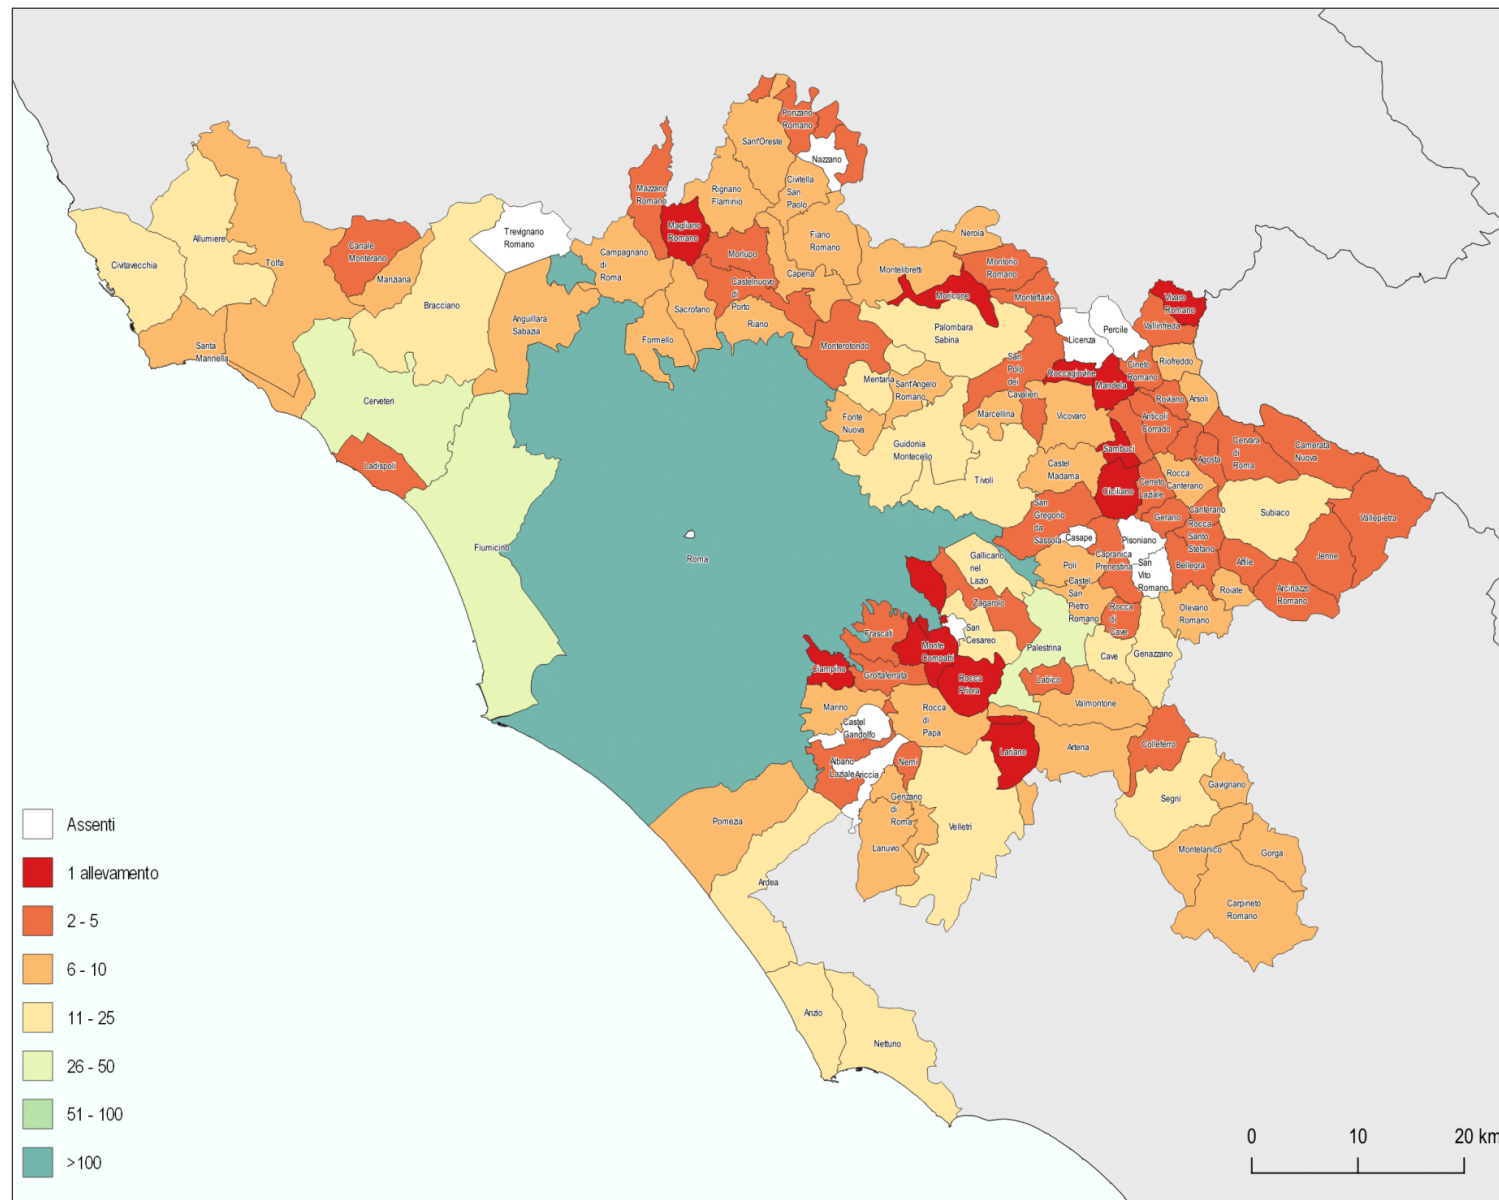 Ponzano
Romano
Sant'Oreste
Nazzano
Civitella
San
Paolo
Mazzano
Romano
Rignano
Flaminio
Magliano
Romano
Trevignano
Romano
Fiano
Romano
Nerola
Allumiere
Civitavecchia
Tolfa
Canale
Monterano
Manziana
Bracciano
Campagnano
di
Roma
Morlupo
Capena
Castelnuovo
di
Porto
Montelibretti
Montorio
Romano
Moricone
Monteflavio
Vivaro
Romano
Vallinfreda
Percile
Licenza
Anguillara
Sabazia
Sacrofano
Formello
Riano
Monterotondo
Palombara
Sabina
Santa
Marinella
San
Polo
dei
Cavalieri
Roccagiovine
Mandela
Cineto
Romano
Riofreddo
Roviano
Arsoli
Cerveteri
Mentana
Sant'Angelo
Romano
Fonte
Nuova
Marcellina
Vicovaro
Anticoli
Corrado
Guidonia
Montecelio
Sambuci
Agosta
Cervara
di
Roma
Camerata
Nuova
Ladispoli
Tivoli
Castel
Madama
Ciciliano
Cerreto
Laziale
Rocca
Canterano
Subiaco
Vallepietra
Fiumicino
Roma
San
Gregorio
da
Sassola
Casape
Pisoniano
Gerano
Canterano
Rocca
Santo
Stefano
Gallicano
nel
Lazio
Poli
Capranica
Prenestina
San
Vito
Romano
Bellegra
Affile
Jenne
Arcinazzo
Romano
Roiate
Castel
San
Pietro
Romano
Zagarolo
Rocca
di
Cave
Olevano
Romano
Frascati
San
Cesareo
Monte
Compatri
Palestrina
Cave
Genazzano
Ciampino
Grottaferrata
Rocca
Priora
Labico
Valmontone
Marino
Castel
Gandolfo
Rocca
di
Papa
Albano
Laziale
Ariccia
Nemi
Lariano
Artena
Colleferro
Genzano
di
Roma
Segni
Gavignano
Pomezia
Velletri
Lanuvio
Montelanico
Gorga
Ardea
Carpineto
Romano
Anzio
Nettuno
Assenti
1 allevamento
2 - 5
6 - 10
11 - 25
26 - 50
51 - 100
>100
0 10 20 km